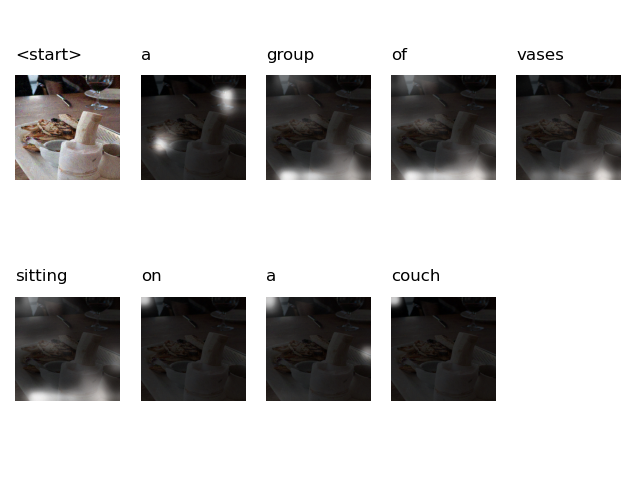 <start> a group of vases
sitting on a couch